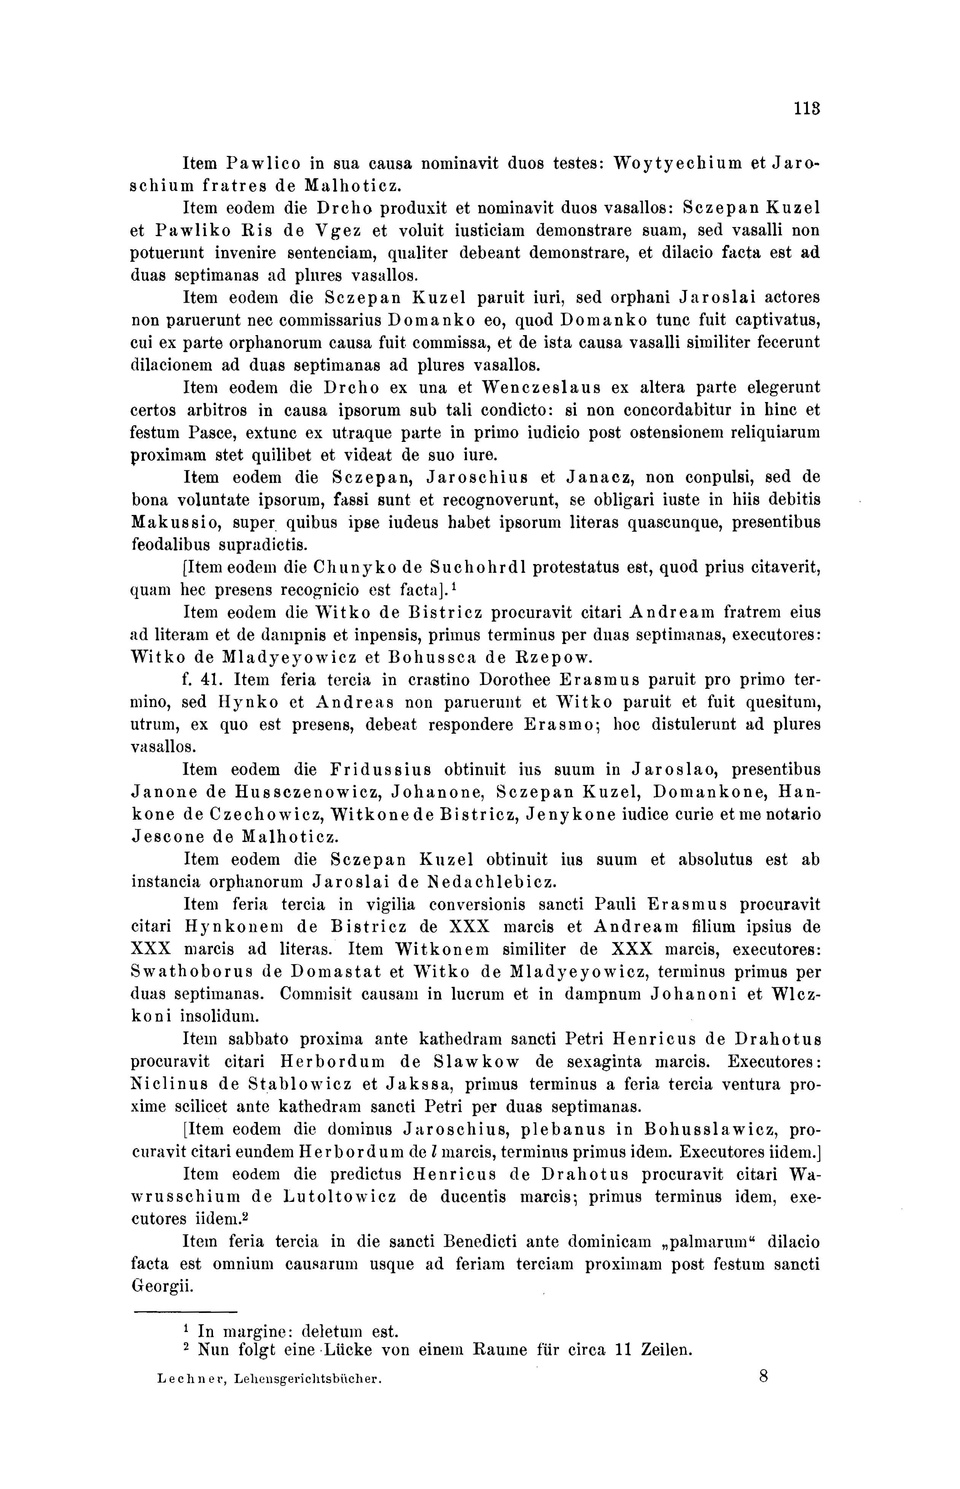 113
Item Pawlico in sua causa nominavit duos testes: Woytyechium et Jaro-
schium fratres de Malhoticz.
Item eodem die Drcho produxit et nominavit duos vasallos: Sczepan Kuzel
et Pawliko Ris de Vgez et voluit iusticiam demonstrare suam, sed vasalli non
potuerunt invenire sentenciam, qualiter debeant demonstrare, et dilacio facta est ad
duas septimanas ad plures vasallos.
Item eodem die Sczepan Kuzel paruit iuri, sed orphani Jaroslai actores
non paruerunt nec commissarius Domanko eo, quod Domanko tunc fuit captivatus,
cui ex parte orphanorum causa fuit commissa, et de ista causa vasalli similiter fecerunt
dilacionem ad duas septimanas ad plures vasallos.
Item eodem die Drcho ex una et Wenczeslaus ex altera parte elegerunt
certos arbitros in causa ipsorum sub tali condicto: si non concordabitur in hinc et
festum Pasce, extunc ex utraque parte in primo iudicio post ostensionem reliquiarum
proximam stet quilibet et videat de suo iure.
Item eodem die Sczepan, Jaroschius et Janacz, non conpulsi, sed de
bona voluntate ipsorum, fassi sunt et recognoverunt, se obligari iuste in hiis debitis
Makussio, super quibus ipse iudeus habet ipsorum literas quascunque, presentibus
feodalibus supradictis.
[Item eodem die Chunyko de Suchohrdl protestatus est, quod prius citaverit,
quam hec presens recognicio est facta].¹
Item eodem die Witko de Bistricz procuravit citari Andream fratrem eius
ad literam et de dampnis et inpensis, primus terminus per duas septimanas, executores:
Witko de Mladyeyowicz et Bohussca de Rzepow.
f. 41. Item feria tercia in crastino Dorothee Erasmus paruit pro primo ter-
mino, sed Hynko et Andreas non paruerunt et Witko paruit et fuit quesitum,
utrum, ex quo est presens, debeat respondere Erasmo; hoc distulerunt ad plures
vasallos.
Item eodem die Fridussius obtinuit ius suum in Jaroslao, presentibus
Janone de Hussczenowicz, Johanone, Sczepan Kuzel, Domankone, Han-
kone de Czechowicz, Witkone de Bistricz, Jenykone iudice curie et me notario
Jescone de Malhoticz.
Item eodem die Sczepan Kuzel obtinuit ius suum et absolutus est ab
instancia orphanorum Jaroslai de Nedachlebicz.
Item feria tercia in vigilia conversionis sancti Pauli Erasmus procuravit
citari Hynkonem de Bistricz de XXX marcis et Andream filium ipsius de
XXX marcis ad literas. Item Witkonem similiter de XXX marcis, executores:
Swathoborus de Domastat et Witko de Mladyeyowicz, terminus primus per
duas septimanas. Commisit causam in lucrum et in dampnum Johanoni et Wlcz-
koni insolidum.
Item sabbato proxima ante kathedram sancti Petri Henricus de Drahotus
procuravit citari Herbordum de Slawkow de sexaginta marcis. Executores:
Niclinus de Stablowicz et Jakssa, primus terminus a feria tercia ventura pro-
xime scilicet ante kathedram sancti Petri per duas septimanas.
[Item eodem die dominus Jaroschius, plebanus in Bohusslawicz, pro-
curavit citari eundem Herbordum de l marcis, terminus primus idem. Executores iidem.]
Item eodem die predictus Henricus de Drahotus procuravit citari Wa-
wrusschium de Lutoltowicz de ducentis marcis; primus terminus idem, exe-
cutores iidem.²
Item feria tercia in die sancti Benedicti ante dominicam „palmarum“ dilacio
facta est omnium causarum usque ad feriam terciam proximam post festum sancti
Georgii.
¹ In margine: deletum est.
² Nun folgt eine Lücke von einem Raume für circa 11 Zeilen.
Lechner, Lehensgerichtsbücher. 8